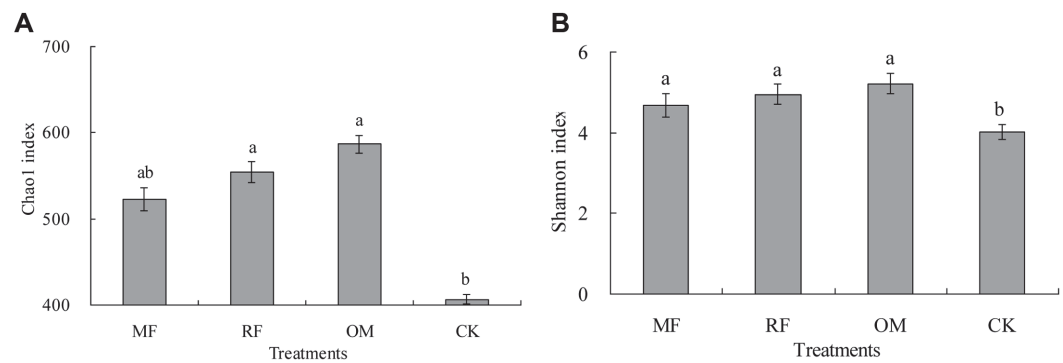 A
700
600
500
400
Chao1 index
ab
a
a
b
MF RF OM CK
Treatments
B
6
4
2
0
Shannon index
a
a
a
b
MF RF OM CK
Treatments